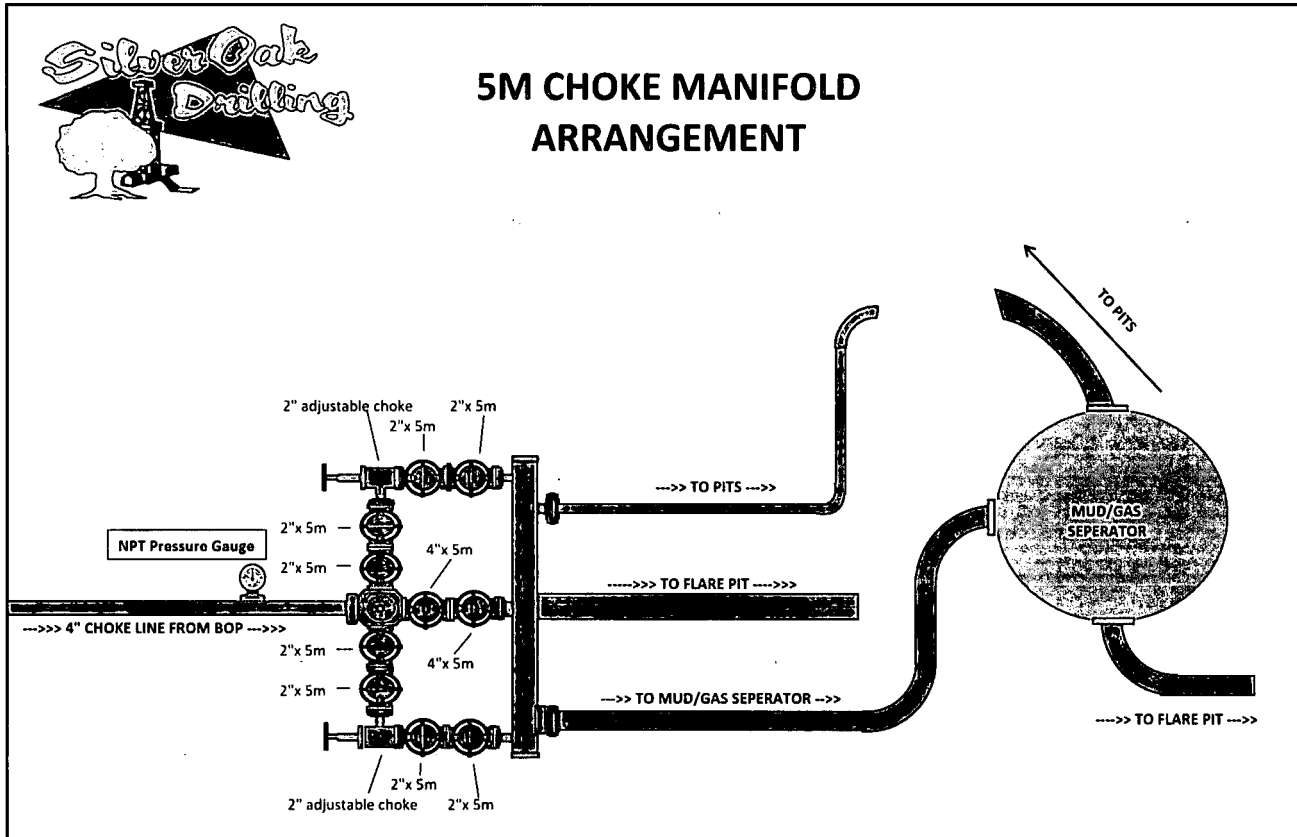 SilverOak
Drilling
5M CHOKE MANIFOLD
ARRANGEMENT
TO PITS
2" adjustable choke
2"x 5m
2"x 5m
--->> TO PITS --->>
MUD/GAS
SEPERATOR
2"x 5m
NPT Pressure Gauge
2"x 5m
4"x 5m
----->>> TO FLARE PIT ---->>>
--->>> 4" CHOKE LINE FROM BOP --->>>
2"x 5m
4"x 5m
2"x 5m
--->> TO MUD/GAS SEPERATOR -->>
---->> TO FLARE PIT --->>
2"x 5m
2"x 5m
2" adjustable choke